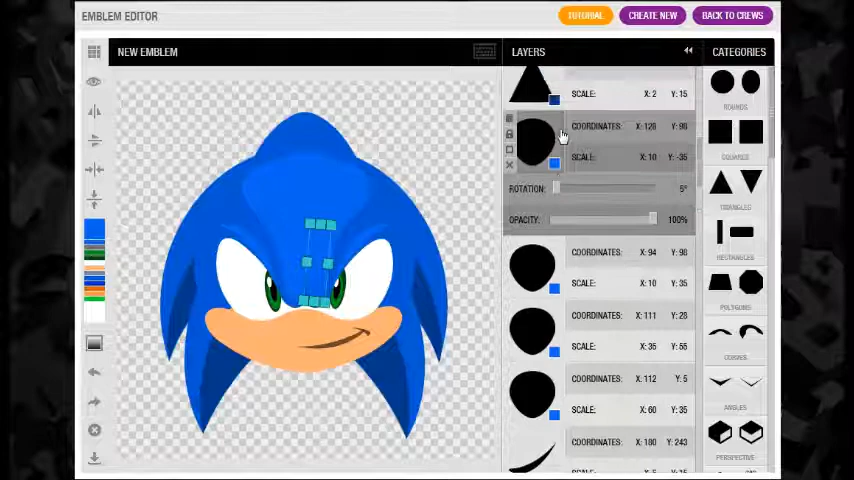 EMBLEM EDITOR
TUTORIAL
CREATE NEW
BACK TO CREWS
NEW EMBLEM
LAYERS
CATEGORIES
SCALE: X: 2 Y: 15
COORDINATES: X: 128 Y: 98
SCALE: X: 10 Y: -35
ROTATION: 5°
OPACITY: 100%
COORDINATES: X: 94 Y: 98
SCALE: X: 10 Y: 35
COORDINATES: X: 111 Y: 28
SCALE: X: 35 Y: 55
COORDINATES: X: 112 Y: 5
SCALE: X: 60 Y: 35
COORDINATES: X: 180 Y: 243
ROUNDS
SQUARES
TRIANGLES
RECTANGLES
POLYGONS
CURVES
ANGLES
PERSPECTIVE